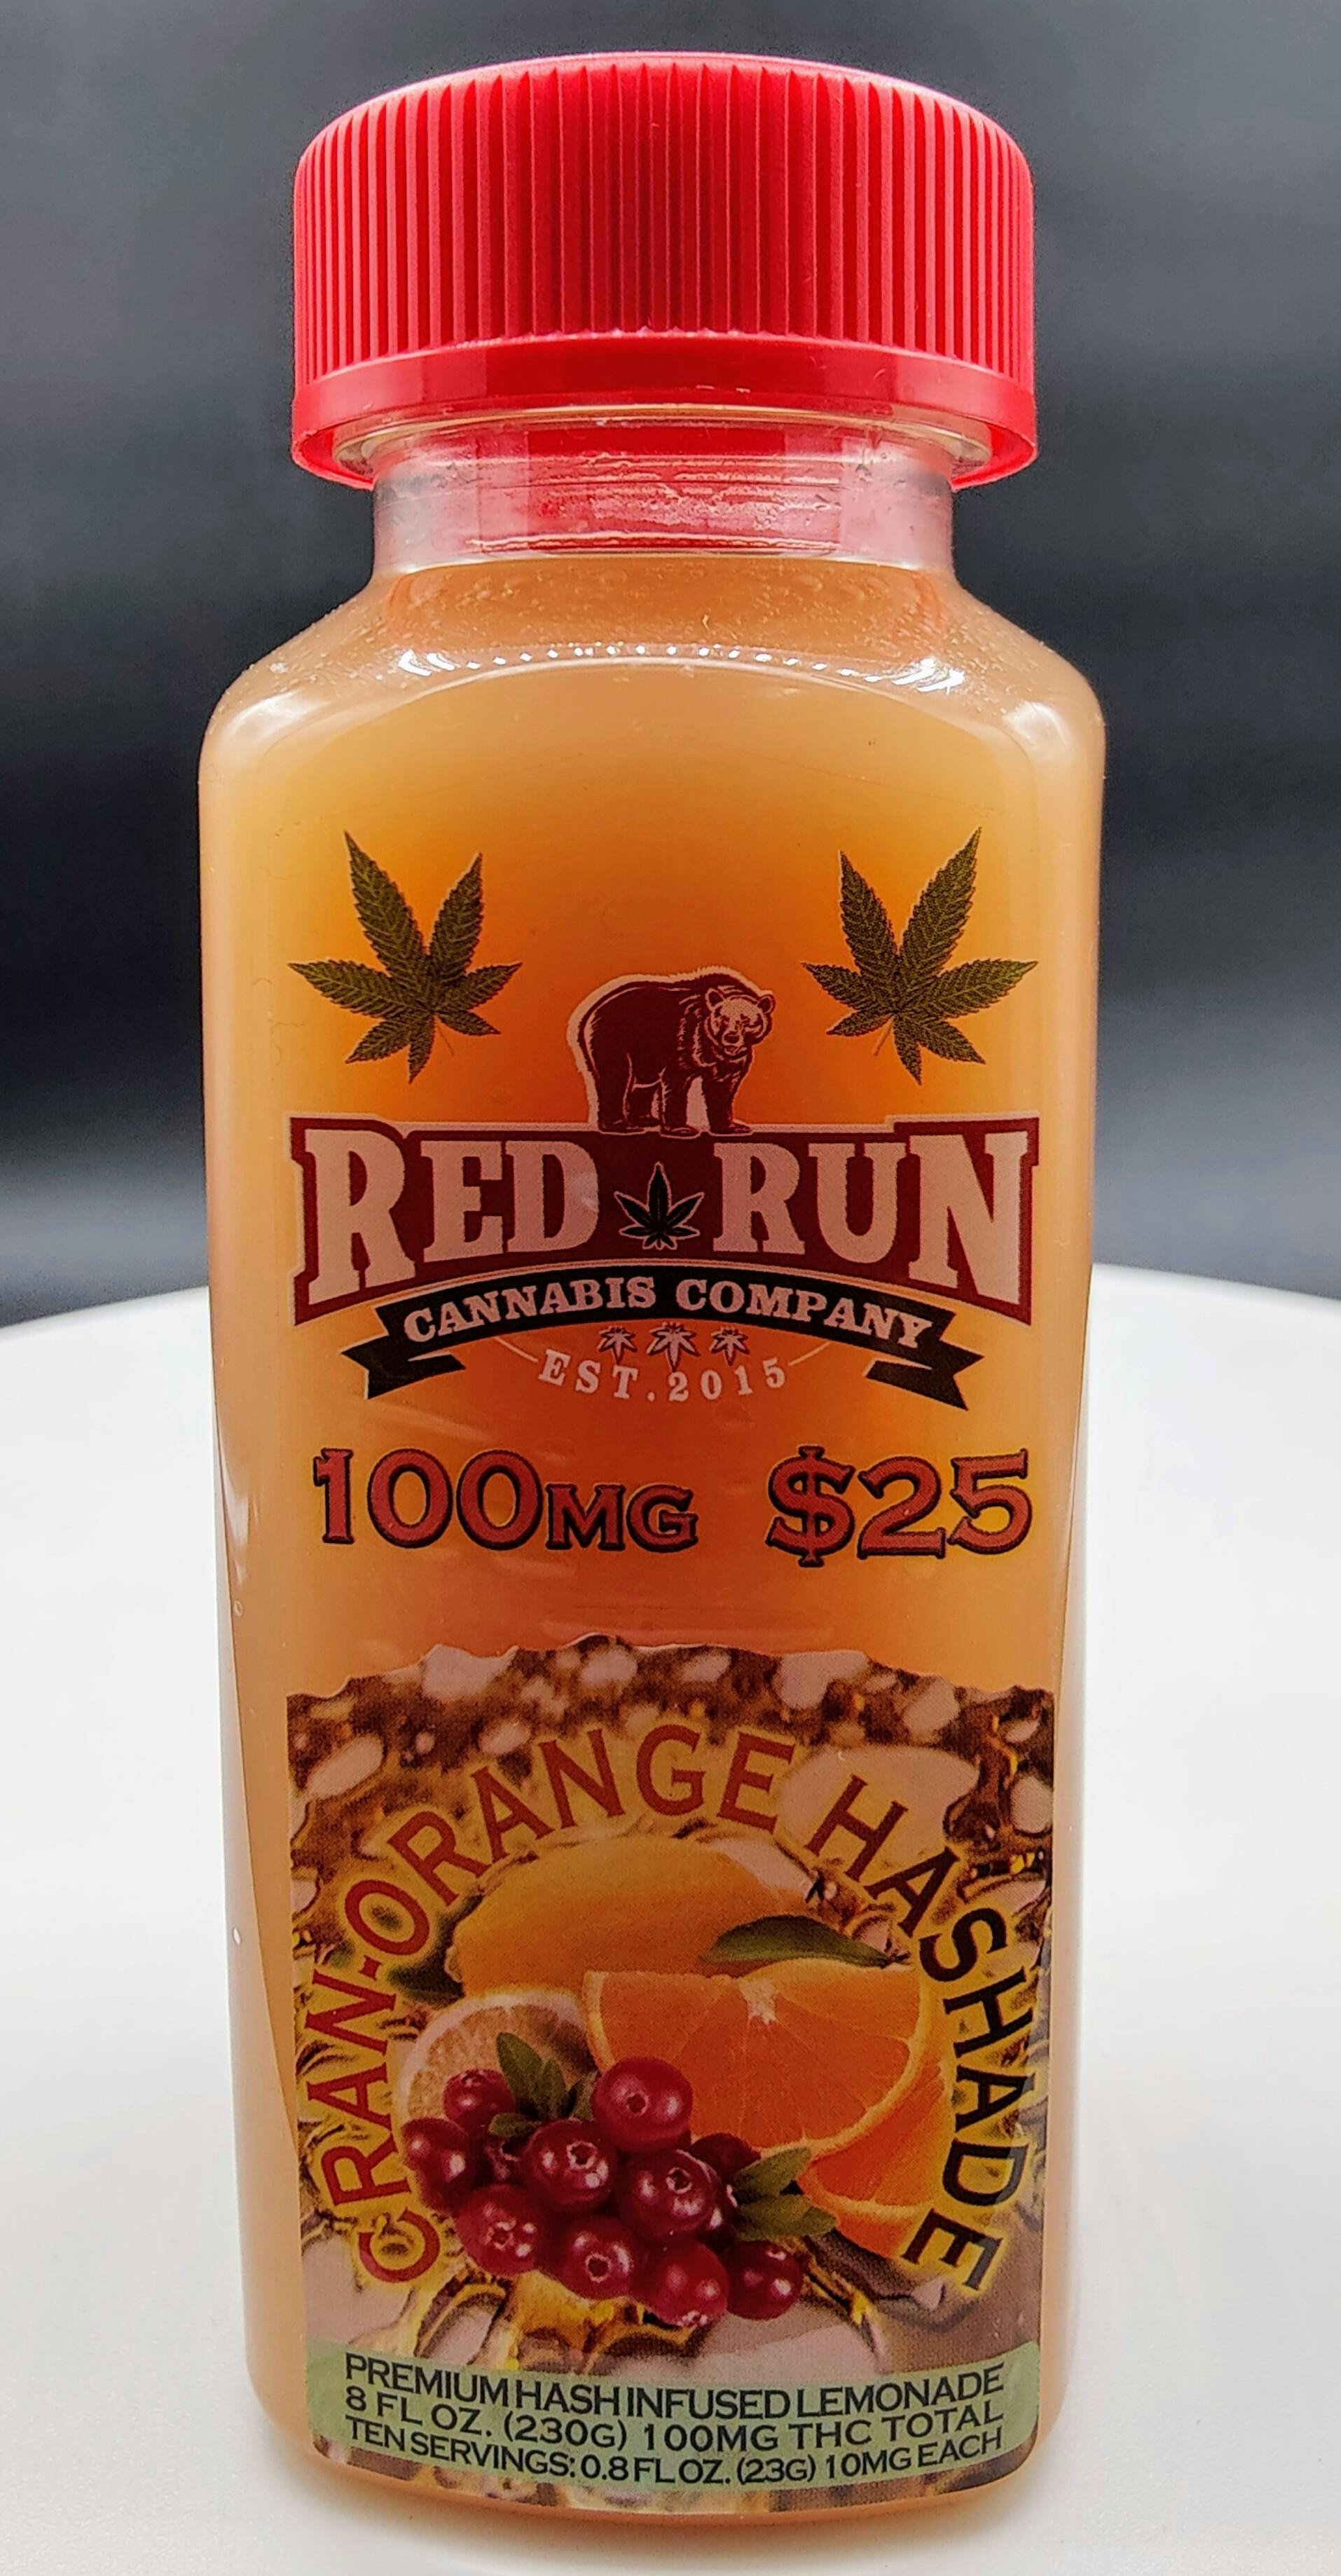 RED RUN
CANNABIS COMPANY
EST. 2015
100MG $25
CRAN-ORANGE HASHADE
PREMIUM HASH INFUSED LEMONADE
8 FL OZ. (230G) 100MG THC TOTAL
TEN SERVINGS: 0.8 FL OZ. (23G) 10MG EACH